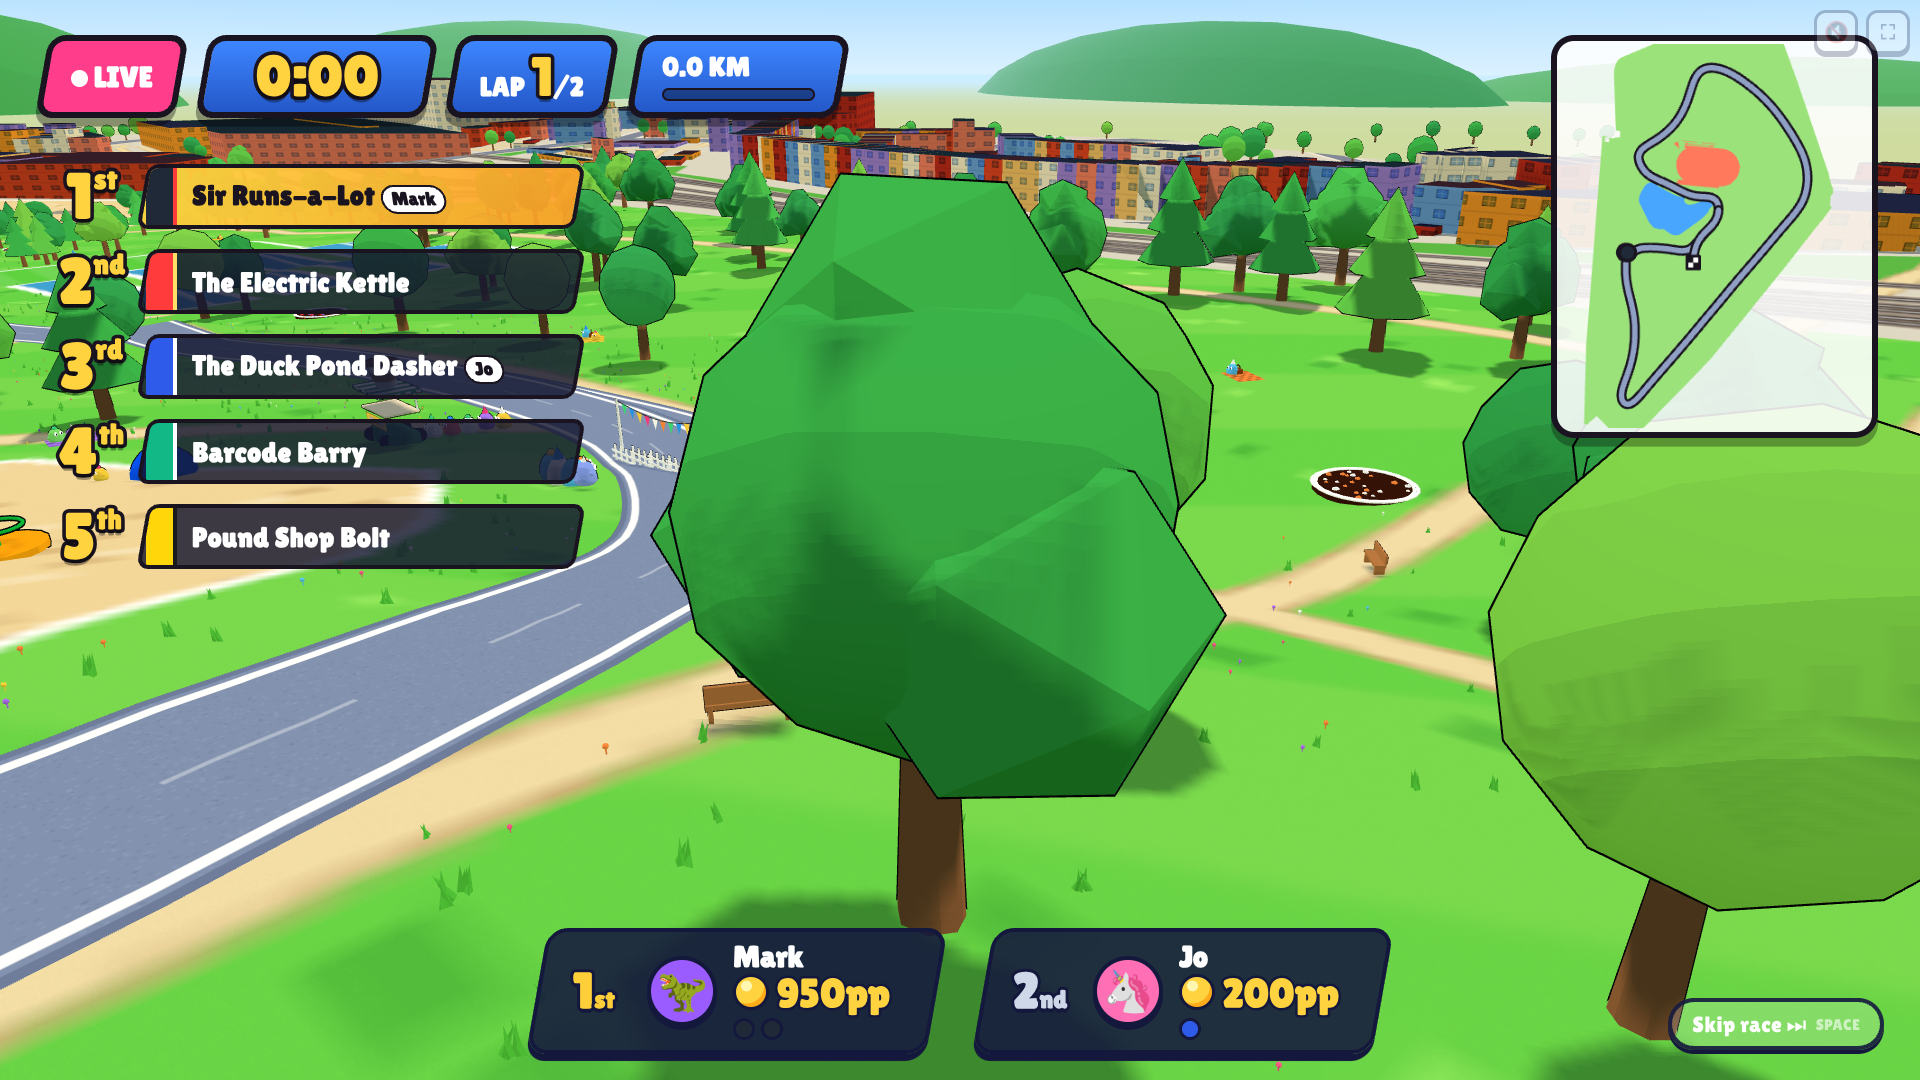 LIVE
0:00
LAP 1/2
0.0 KM
1st Sir Runs-a-Lot Mark
2nd The Electric Kettle
3rd The Duck Pond Dasher Jo
4th Barcode Barry
5th Pound Shop Bolt
1st Mark
950pp
2nd Jo
200pp
Skip race SPACE